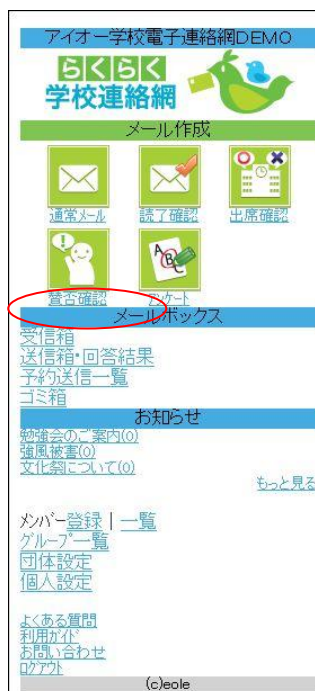 アイオー学校電子連絡網DEMO
らくらく
学校連絡網
メール作成
通常メール 読了確認 出席確認
ABC
賛否確認 アンケート
メールボックス
受信箱
送信箱・回答結果
予約送信一覧
ゴミ箱
お知らせ
勉強会のご案内(0)
強風被害(0)
文化祭について(0)
もっと見る
メンバー登録 | 一覧
グループ一覧
団体設定
個人設定
よくある質問
利用ガイド
お問い合わせ
ログアウト
(c)eole